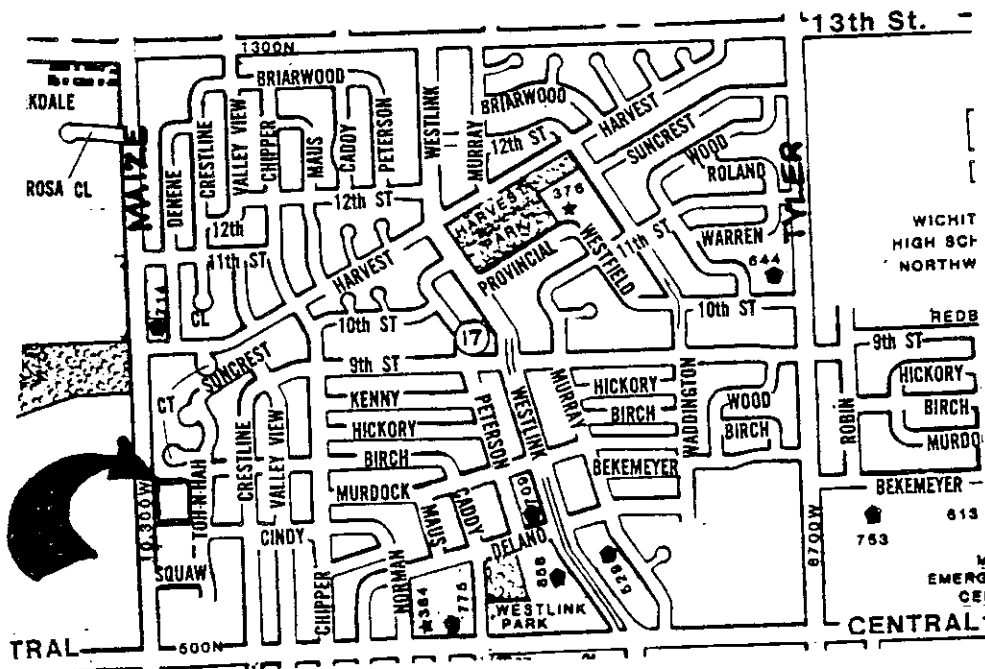 13th St.
1300N
KDALE
BRIARWOOD
BRIARWOOD
HARVEST
SUNCREST
MAIZE
DENENE
CRESTLINE
VALLEY VIEW
CHIPPER
MAUS
CADDY
PETERSON
WESTLINK
MURRAY
12th ST
WOOD
ROLAND
TYLER
ROSA CL
12th
12th ST
HARVEST PARK
376
WICHIT
HIGH SCH
NORTHW
11th ST
HARVEST
PROVINCIAL
WESTFIELD
11th ST
WARREN
644
714
CL
10th ST
10th ST
REDB
17
9th ST
9th ST
SUNCREST
KENNY
HICKORY
HICKORY
CT
HICKORY
BIRCH
WOOD
BIRCH
BIRCH
BIRCH
MURDO
TOH-N-HAH
CRESTLINE
VALLEY VIEW
PETERSON
WESTLINK
MURRAY
WADDINGTON
ROBIN
BEKEMEYER
BEKEMEYER
MURDOCK
MAUS
CADDY
607
10,300W
CINDY
DELANO
753
613
8700W
SQUAW
CHIPPER
NORMAN
384
775
WESTLINK
PARK
529
EMERG
CE
TRAL
500N
CENTRAL